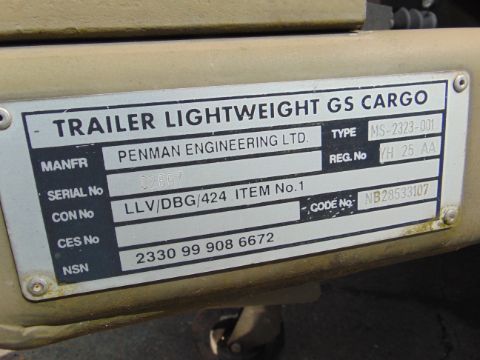 TRAILER LIGHTWEIGHT GS CARGO
MANFR PENMAN ENGINEERING LTD. TYPE MS-2323-001
SERIAL No REG. No YH 25 AA
CON No LLV/DBG/424 ITEM No.1
CES No CODE No. NB28533107
NSN 2330 99 908 6672